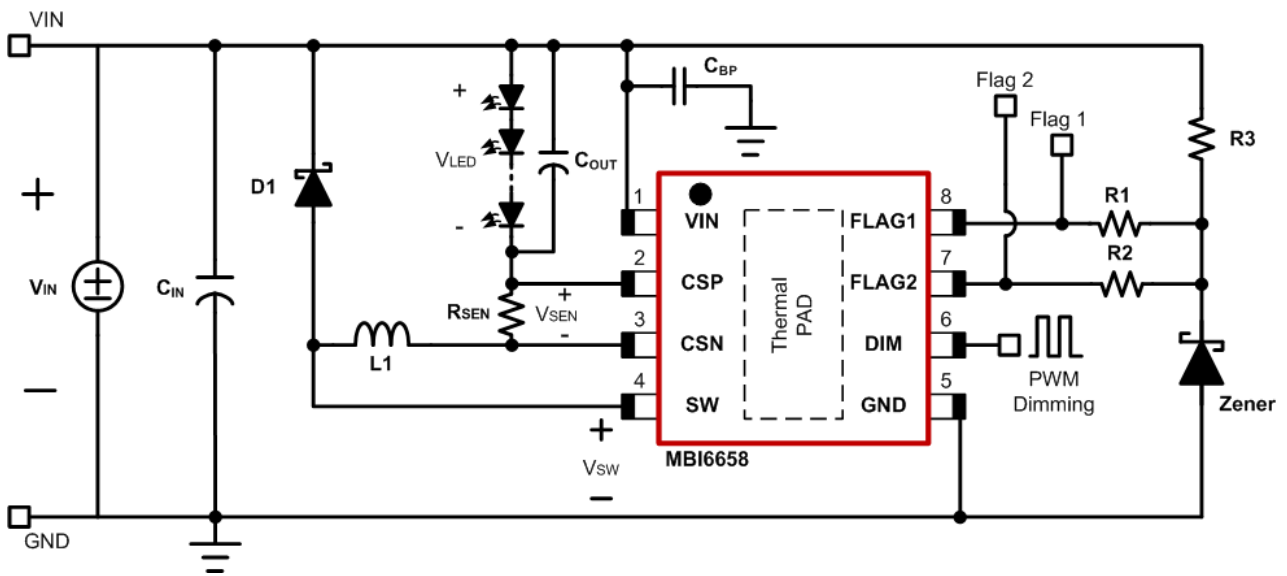 VIN
Flag 2
Flag 1
CBP
R3
+
VLED
-
COUT
D1
+
VIN
CIN
1
VIN
8
FLAG1
R1
2
CSP
7
FLAG2
R2
RSEN
+
VSEN
-
3
CSN
6
DIM
Thermal
PAD
L1
PWM
Dimming
4
SW
5
GND
Zener
+
VSW
-
MBI6658
GND